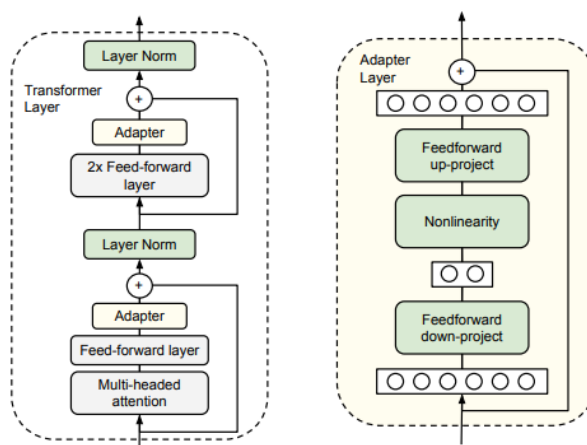 Layer Norm
Transformer
Layer
+
Adapter
2x Feed-forward
layer
Layer Norm
+
Adapter
Feed-forward layer
Multi-headed
attention
Adapter
Layer
+
Feedforward
up-project
Nonlinearity
Feedforward
down-project